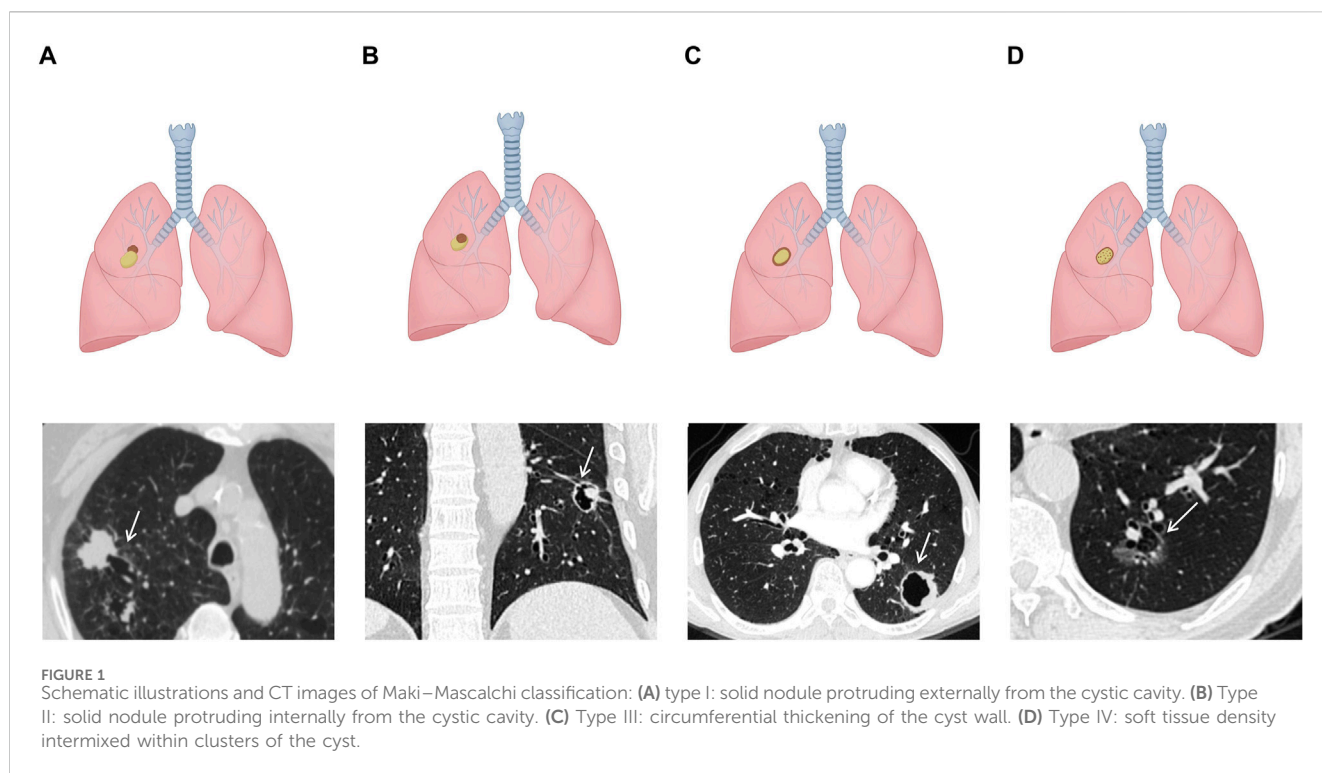 A
B
C
D
FIGURE 1
Schematic illustrations and CT images of Maki–Mascalchi classification: (A) type I: solid nodule protruding externally from the cystic cavity. (B) Type
II: solid nodule protruding internally from the cystic cavity. (C) Type III: circumferential thickening of the cyst wall. (D) Type IV: soft tissue density
intermixed within clusters of the cyst.